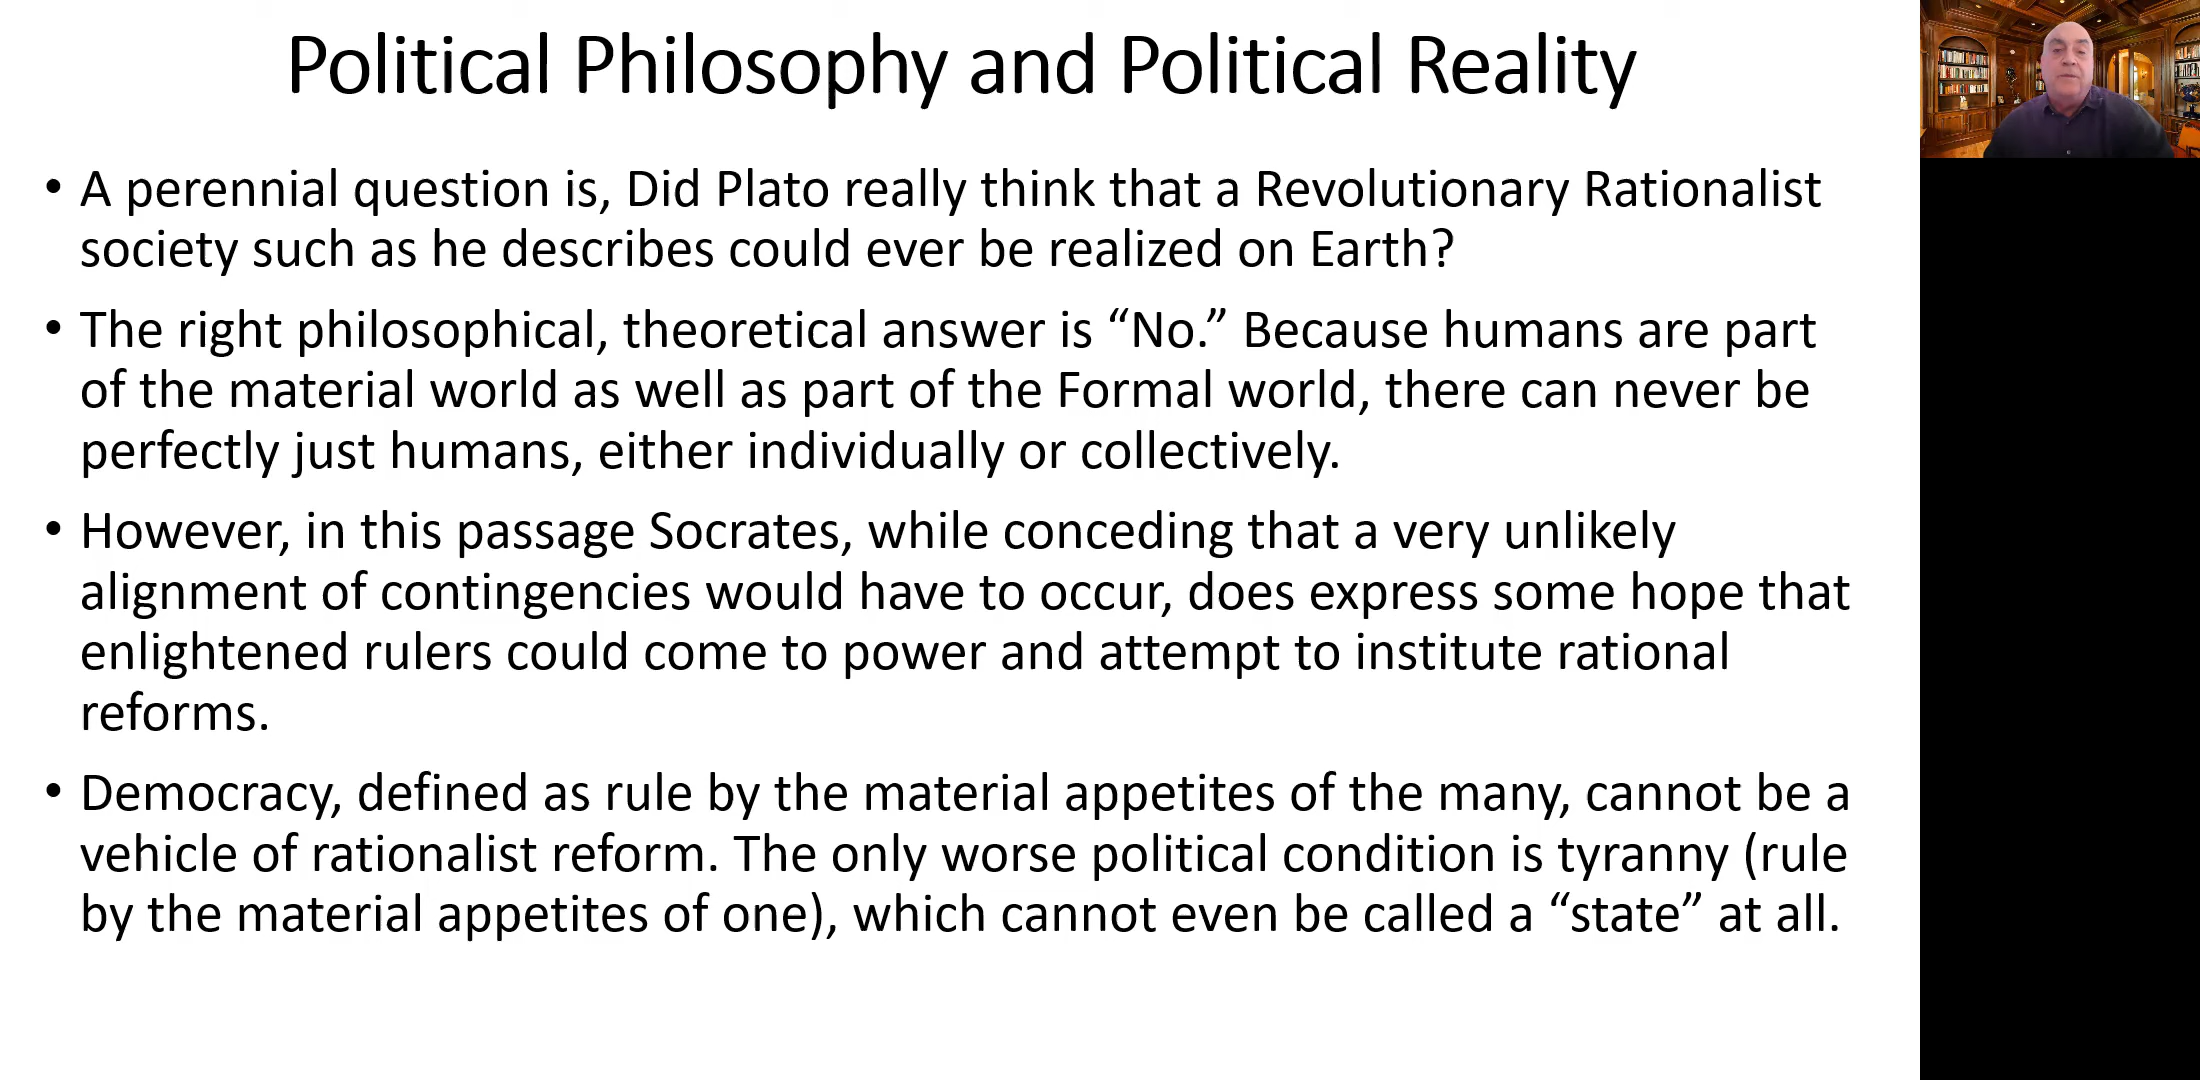 Political Philosophy and Political Reality
• A perennial question is, Did Plato really think that a Revolutionary Rationalist
society such as he describes could ever be realized on Earth?
• The right philosophical, theoretical answer is “No.” Because humans are part
of the material world as well as part of the Formal world, there can never be
perfectly just humans, either individually or collectively.
• However, in this passage Socrates, while conceding that a very unlikely
alignment of contingencies would have to occur, does express some hope that
enlightened rulers could come to power and attempt to institute rational
reforms.
• Democracy, defined as rule by the material appetites of the many, cannot be a
vehicle of rationalist reform. The only worse political condition is tyranny (rule
by the material appetites of one), which cannot even be called a “state” at all.